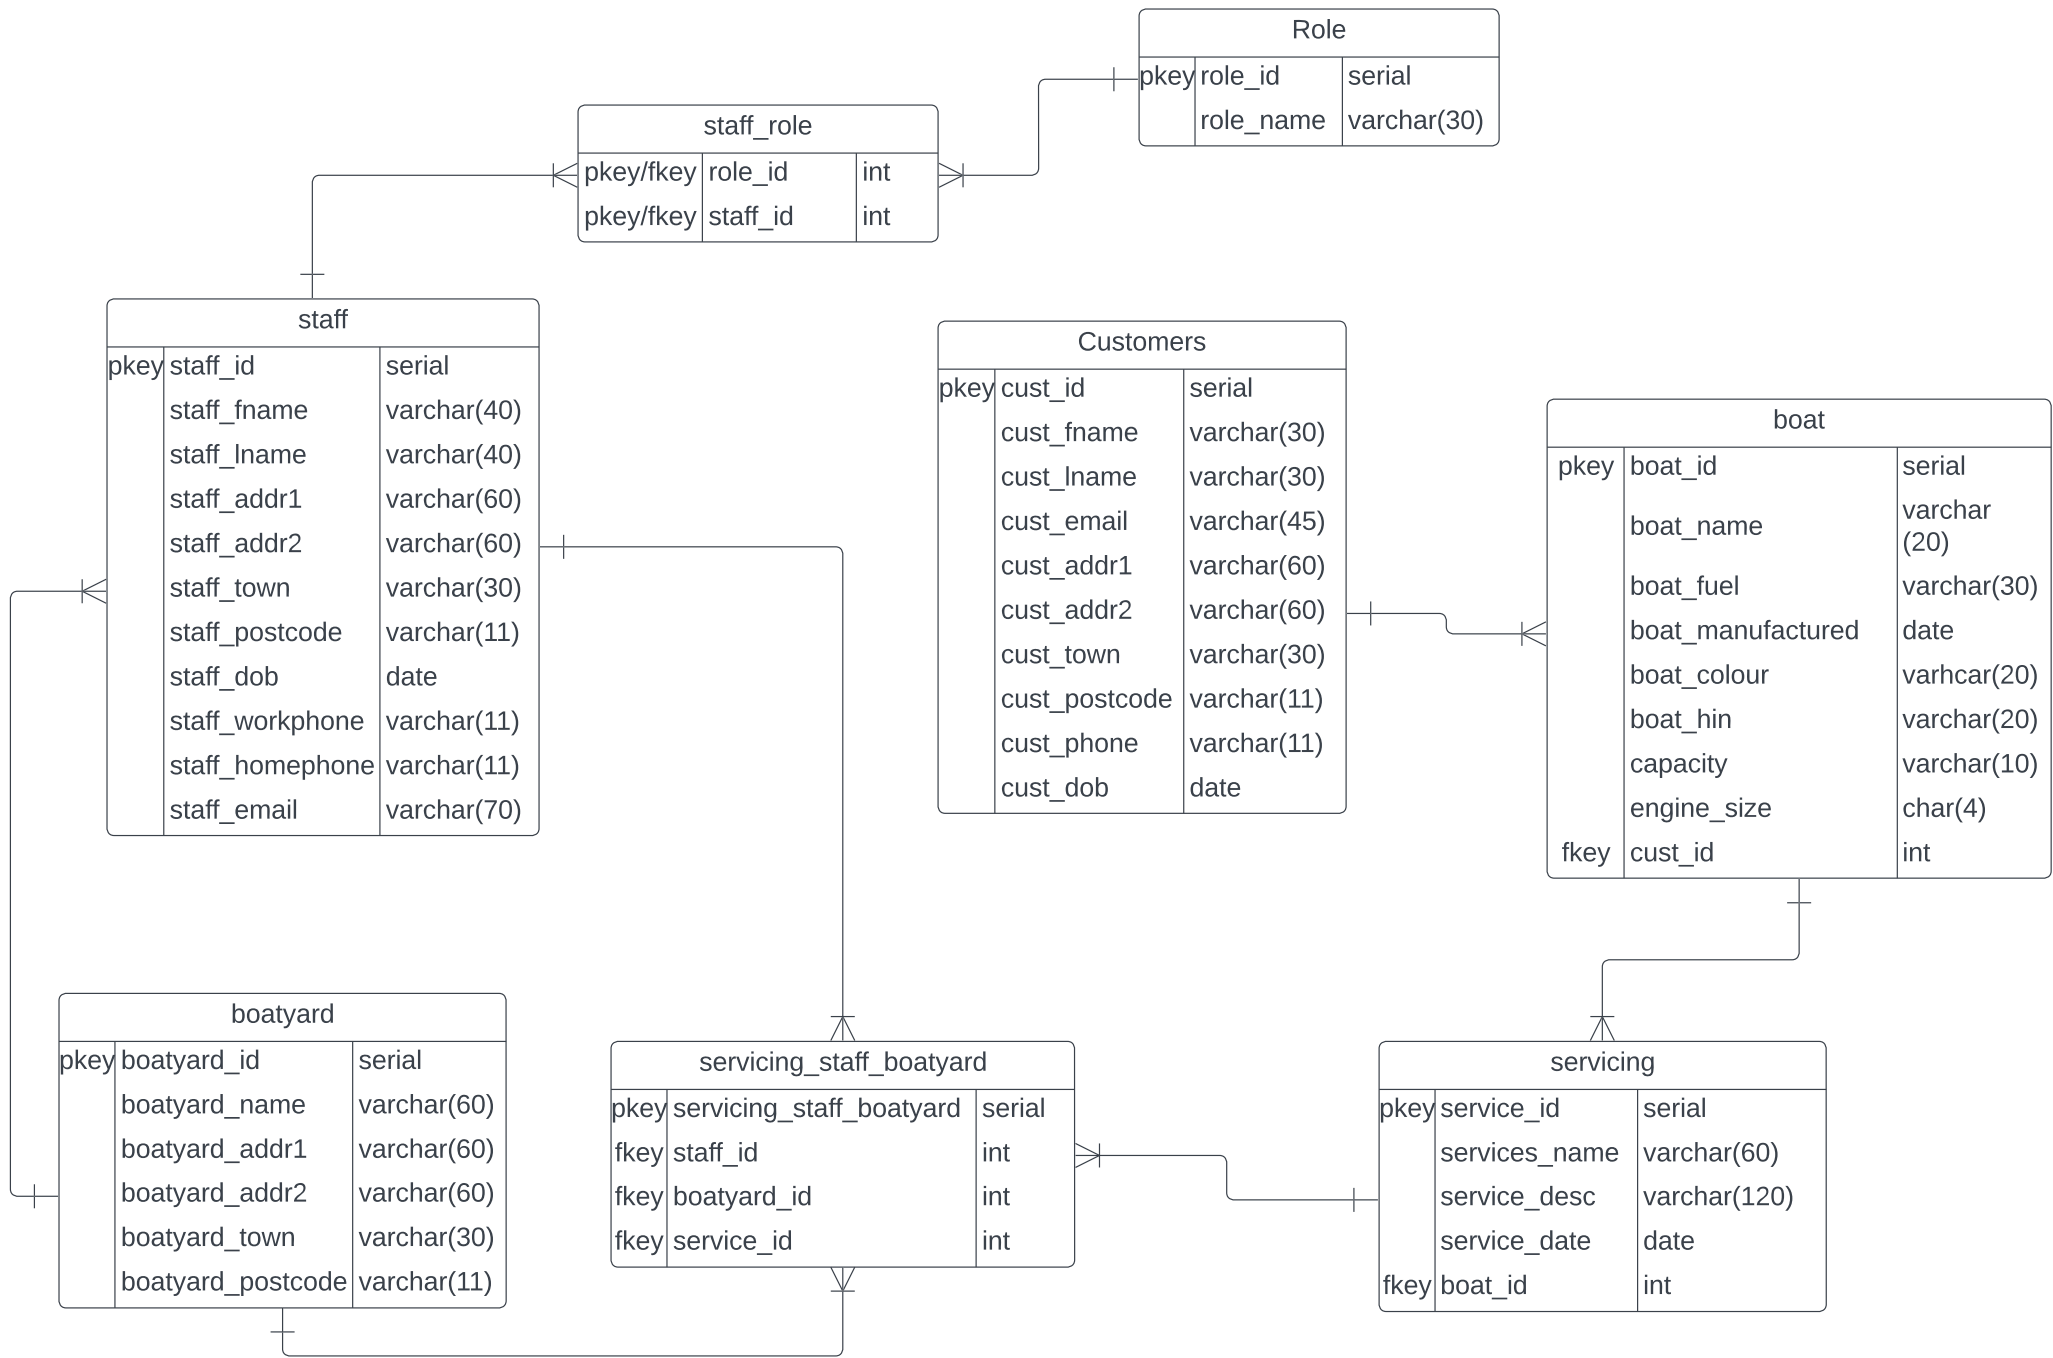 Role
pkey role_id serial
role_name varchar(30)
staff_role
pkey/fkey role_id int
pkey/fkey staff_id int
staff
pkey staff_id serial
staff_fname varchar(40)
staff_lname varchar(40)
staff_addr1 varchar(60)
staff_addr2 varchar(60)
staff_town varchar(30)
staff_postcode varchar(11)
staff_dob date
staff_workphone varchar(11)
staff_homephone varchar(11)
staff_email varchar(70)
Customers
pkey cust_id serial
cust_fname varchar(30)
cust_lname varchar(30)
cust_email varchar(45)
cust_addr1 varchar(60)
cust_addr2 varchar(60)
cust_town varchar(30)
cust_postcode varchar(11)
cust_phone varchar(11)
cust_dob date
boat
pkey boat_id serial
boat_name varchar
(20)
boat_fuel varchar(30)
boat_manufactured date
boat_colour varhcar(20)
boat_hin varchar(20)
capacity varchar(10)
engine_size char(4)
fkey cust_id int
boatyard
pkey boatyard_id serial
boatyard_name varchar(60)
boatyard_addr1 varchar(60)
boatyard_addr2 varchar(60)
boatyard_town varchar(30)
boatyard_postcode varchar(11)
servicing_staff_boatyard
pkey servicing_staff_boatyard serial
fkey staff_id int
fkey boatyard_id int
fkey service_id int
servicing
pkey service_id serial
services_name varchar(60)
service_desc varchar(120)
service_date date
fkey boat_id int